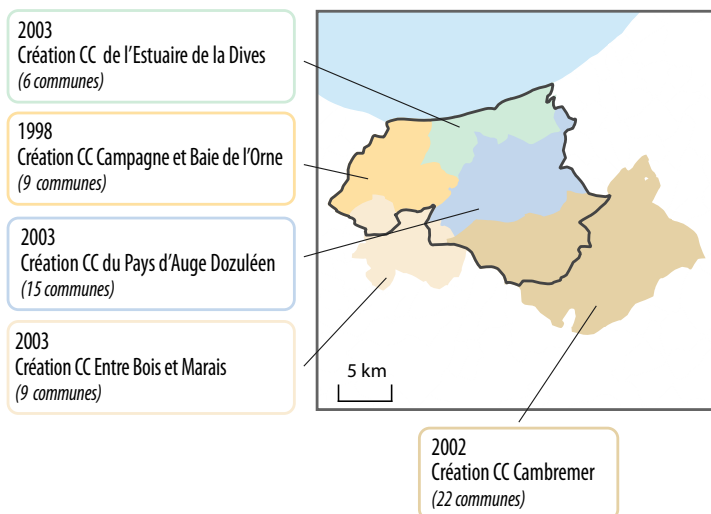 2003
Création CC de l'Estuaire de la Dives
(6 communes)
1998
Création CC Campagne et Baie de l'Orne
(9 communes)
2003
Création CC du Pays d'Auge Dozuléen
(15 communes)
2003
Création CC Entre Bois et Marais
(9 communes)
5 km
2002
Création CC Cambremer
(22 communes)